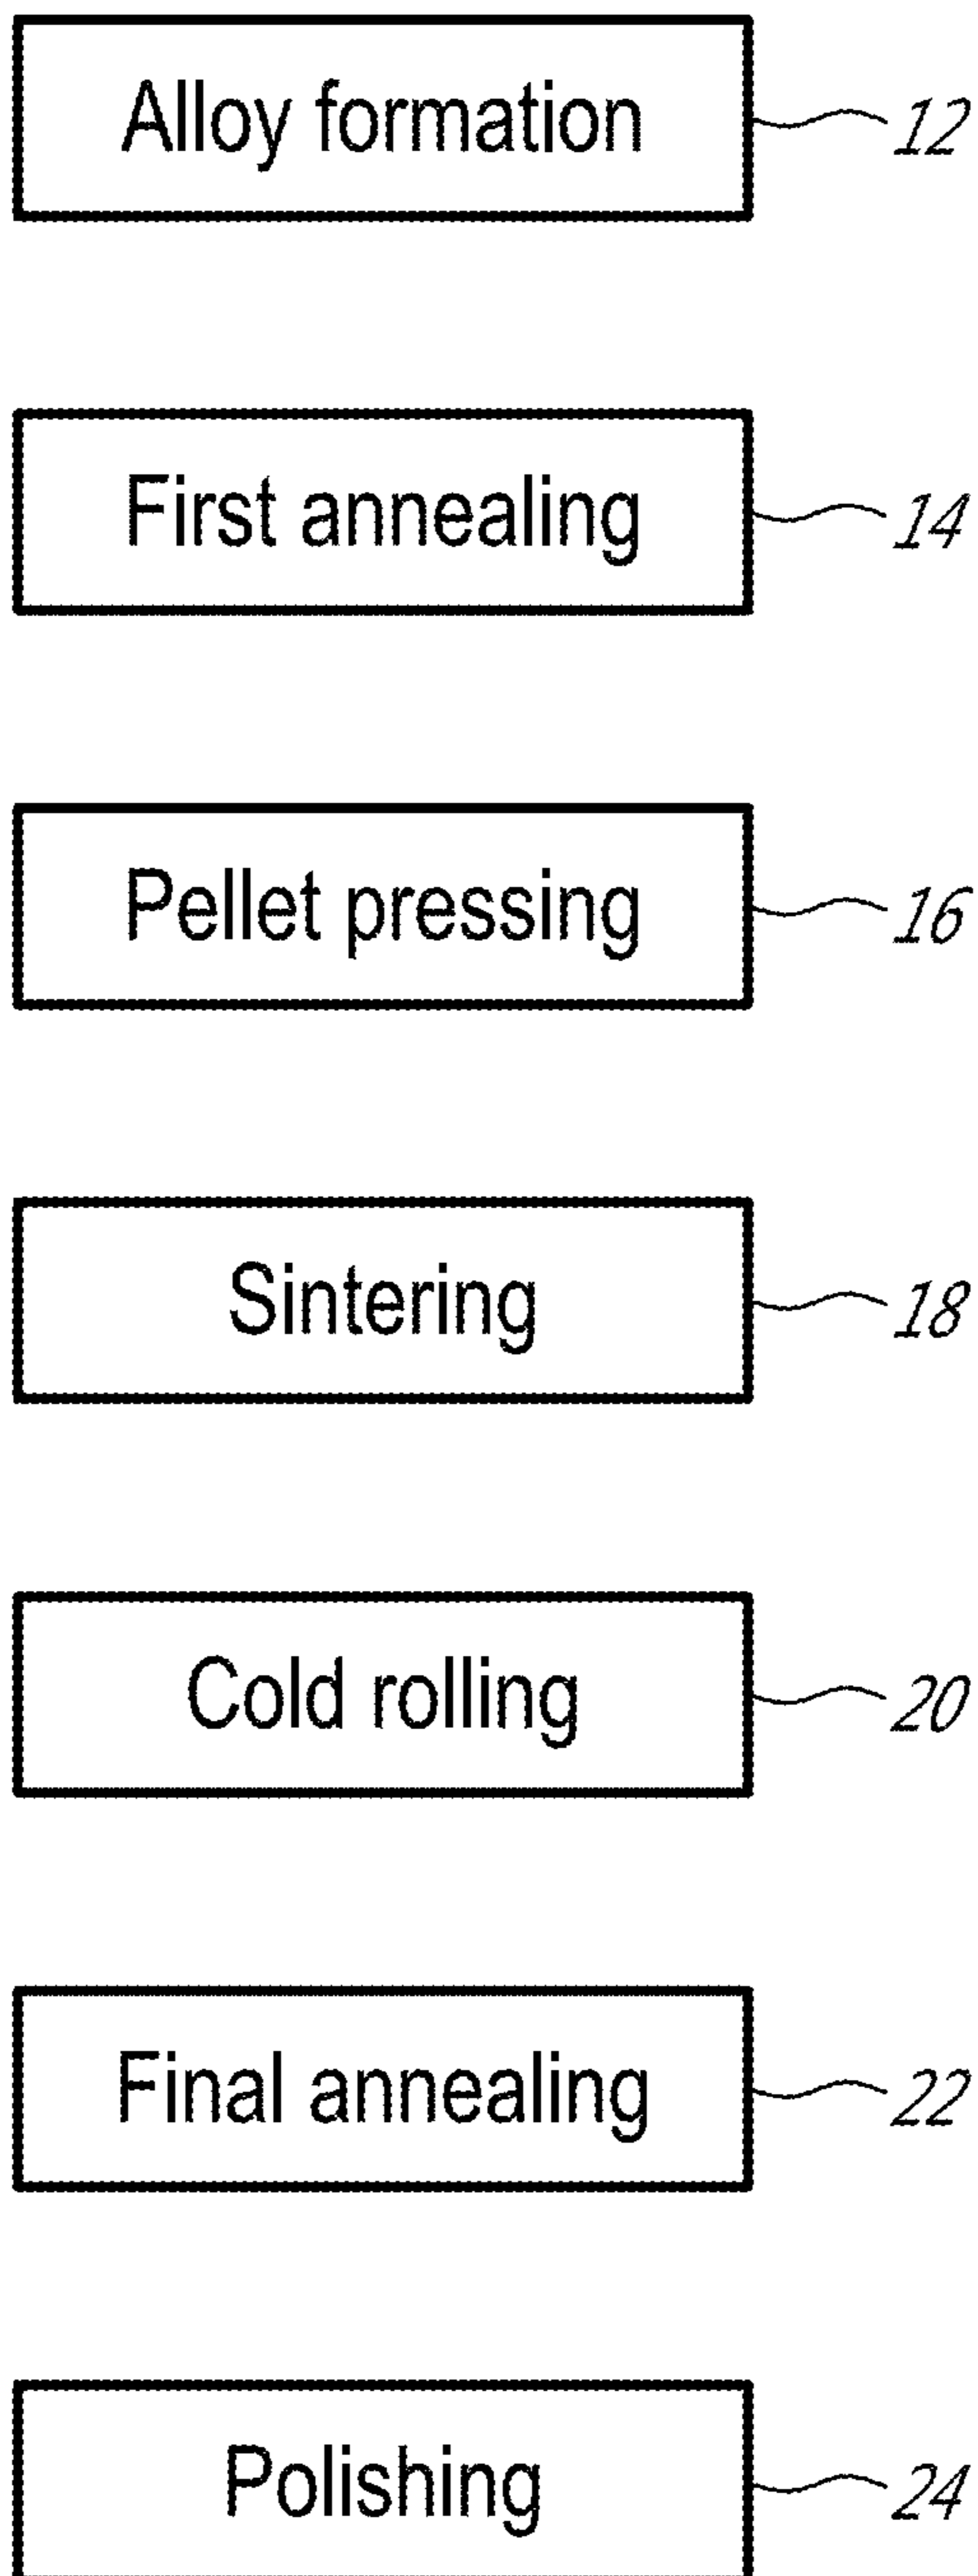 Alloy formation 12
First annealing 14
Pellet pressing 16
Sintering 18
Cold rolling 20
Final annealing 22
Polishing 24